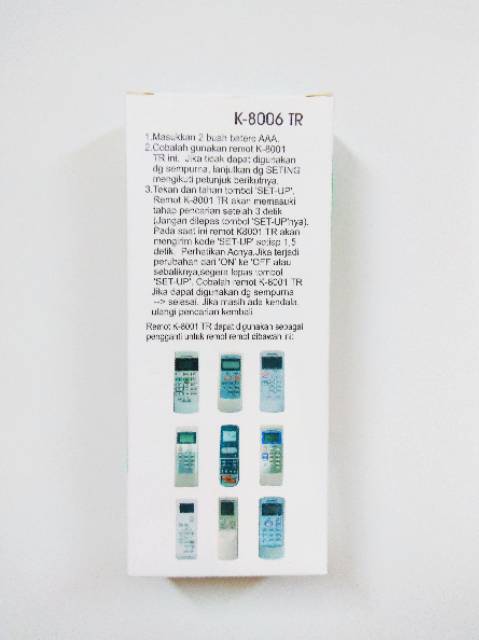 K-8006 TR
1.Masukkan 2 buah batere AAA.
2.Cobalah gunakan remot K-8001
TR ini. Jika tidak dapat digunakan
dg sempurna, lanjutkan dg SETING
mengikuti petunjuk berikutnya.
3.Tekan dan tahan tombol 'SET-UP'.
Remot K-8001 TR akan memasuki
tahap pencarian setelah 3 detik
(Jangan dilepas tombol 'SET-UP'nya).
Pada saat ini remot K8001 TR akan
mengirim kode 'SET-UP' setiap 1,5
detik. Perhatikan Acnya.Jika terjadi
perubahan dari 'ON' ke 'OFF atau
sebaliknya,segera lepas tombol
'SET-UP'. Cobalah remot K-8001 TR
Jika dapat digunakan dg sempurna
--> selesai. Jika masih ada kendala,
ulangi pencarian kembali
Remot K-8001 TR dapat digunakan sebagai
pengganti untuk remot remot dibawah ini: